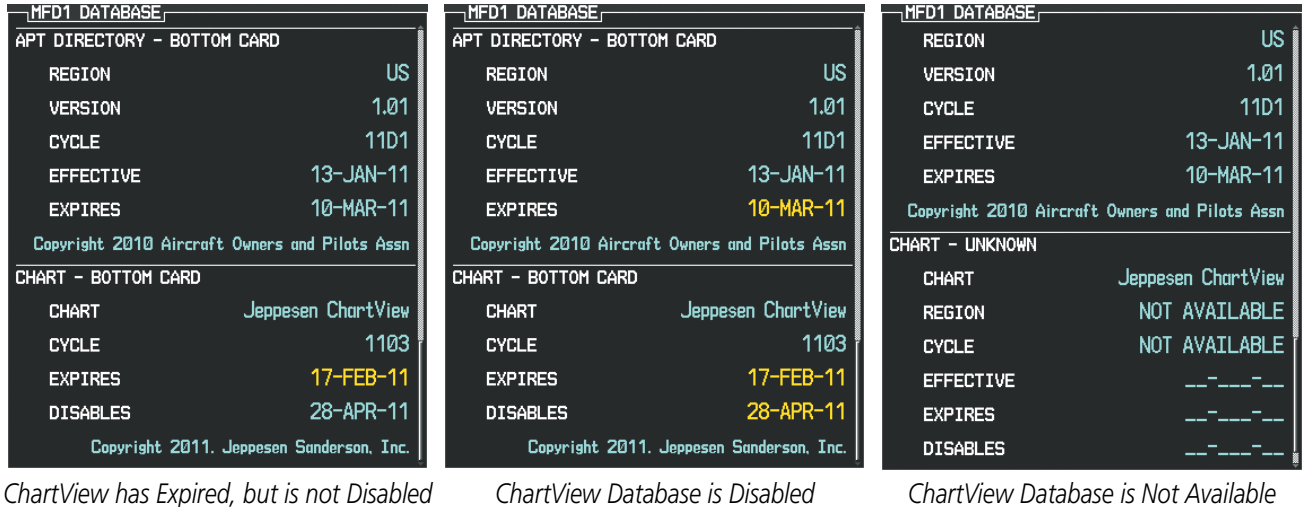 MFD1 DATABASE
APT DIRECTORY – BOTTOM CARD
REGION US
VERSION 1.01
CYCLE 11D1
EFFECTIVE 13–JAN–11
EXPIRES 10–MAR–11
Copyright 2010 Aircraft Owners and Pilots Assn
CHART – BOTTOM CARD
CHART Jeppesen ChartView
CYCLE 1103
EXPIRES 17–FEB–11
DISABLES 28–APR–11
Copyright 2011. Jeppesen Sanderson, Inc.
ChartView has Expired, but is not Disabled
MFD1 DATABASE
APT DIRECTORY – BOTTOM CARD
REGION US
VERSION 1.01
CYCLE 11D1
EFFECTIVE 13–JAN–11
EXPIRES 10–MAR–11
Copyright 2010 Aircraft Owners and Pilots Assn
CHART – BOTTOM CARD
CHART Jeppesen ChartView
CYCLE 1103
EXPIRES 17–FEB–11
DISABLES 28–APR–11
Copyright 2011. Jeppesen Sanderson, Inc.
ChartView Database is Disabled
MFD1 DATABASE
REGION US
VERSION 1.01
CYCLE 11D1
EFFECTIVE 13–JAN–11
EXPIRES 10–MAR–11
Copyright 2010 Aircraft Owners and Pilots Assn
CHART – UNKNOWN
CHART Jeppesen ChartView
REGION NOT AVAILABLE
CYCLE NOT AVAILABLE
EFFECTIVE __–___–__
EXPIRES __–___–__
DISABLES __–___–__
ChartView Database is Not Available